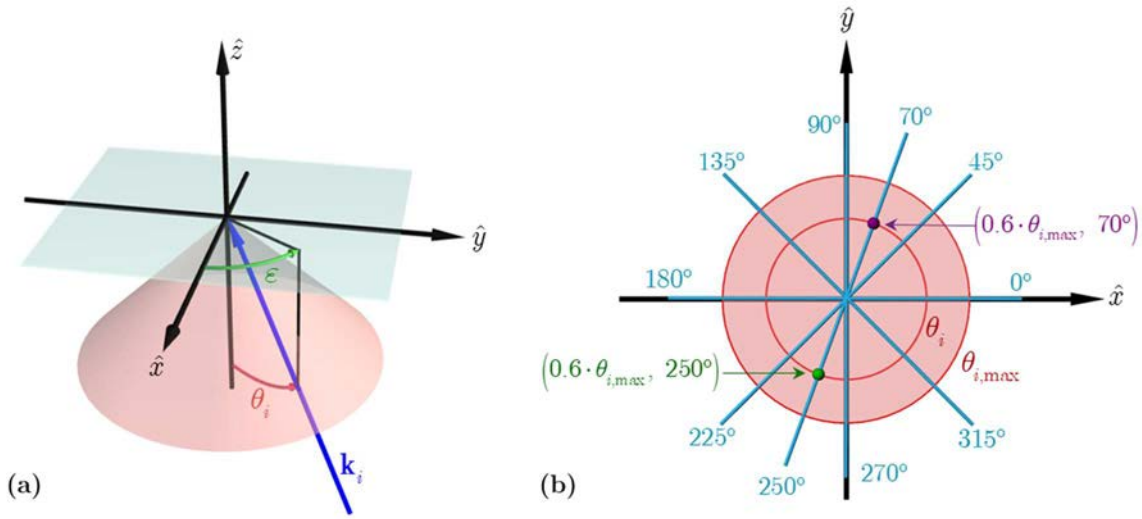 ẑ
ŷ
x̂
ε
θᵢ
𝐤ᵢ
(a)
ŷ
90°
70°
135°
45°
(0.6 · θᵢ,max, 70°)
180°
0°
x̂
θᵢ
(0.6 · θᵢ,max, 250°)
θᵢ,max
225°
315°
250°
270°
(b)